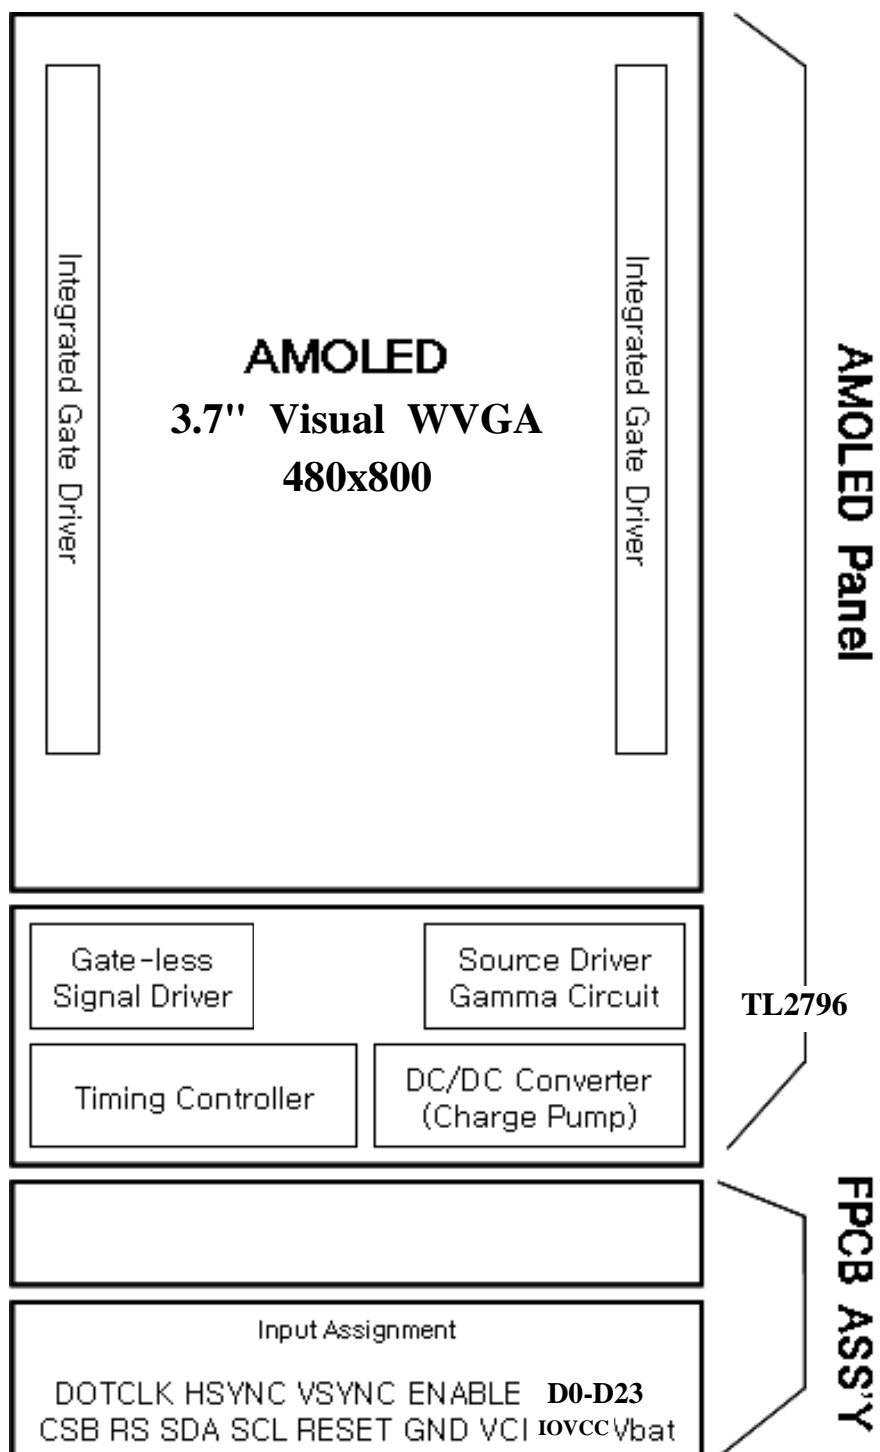 Integrated Gate Driver
Integrated Gate Driver
AMOLED
3.7" Visual WVGA
480x800
AMOLED Panel
Gate-less
Signal Driver
Source Driver
Gamma Circuit
TL2796
Timing Controller
DC/DC Converter
(Charge Pump)
FPCB ASS'Y
Input Assignment
DOTCLK HSYNC VSYNC ENABLE D0-D23
CSB RS SDA SCL RESET GND VCI IOVCC Vbat